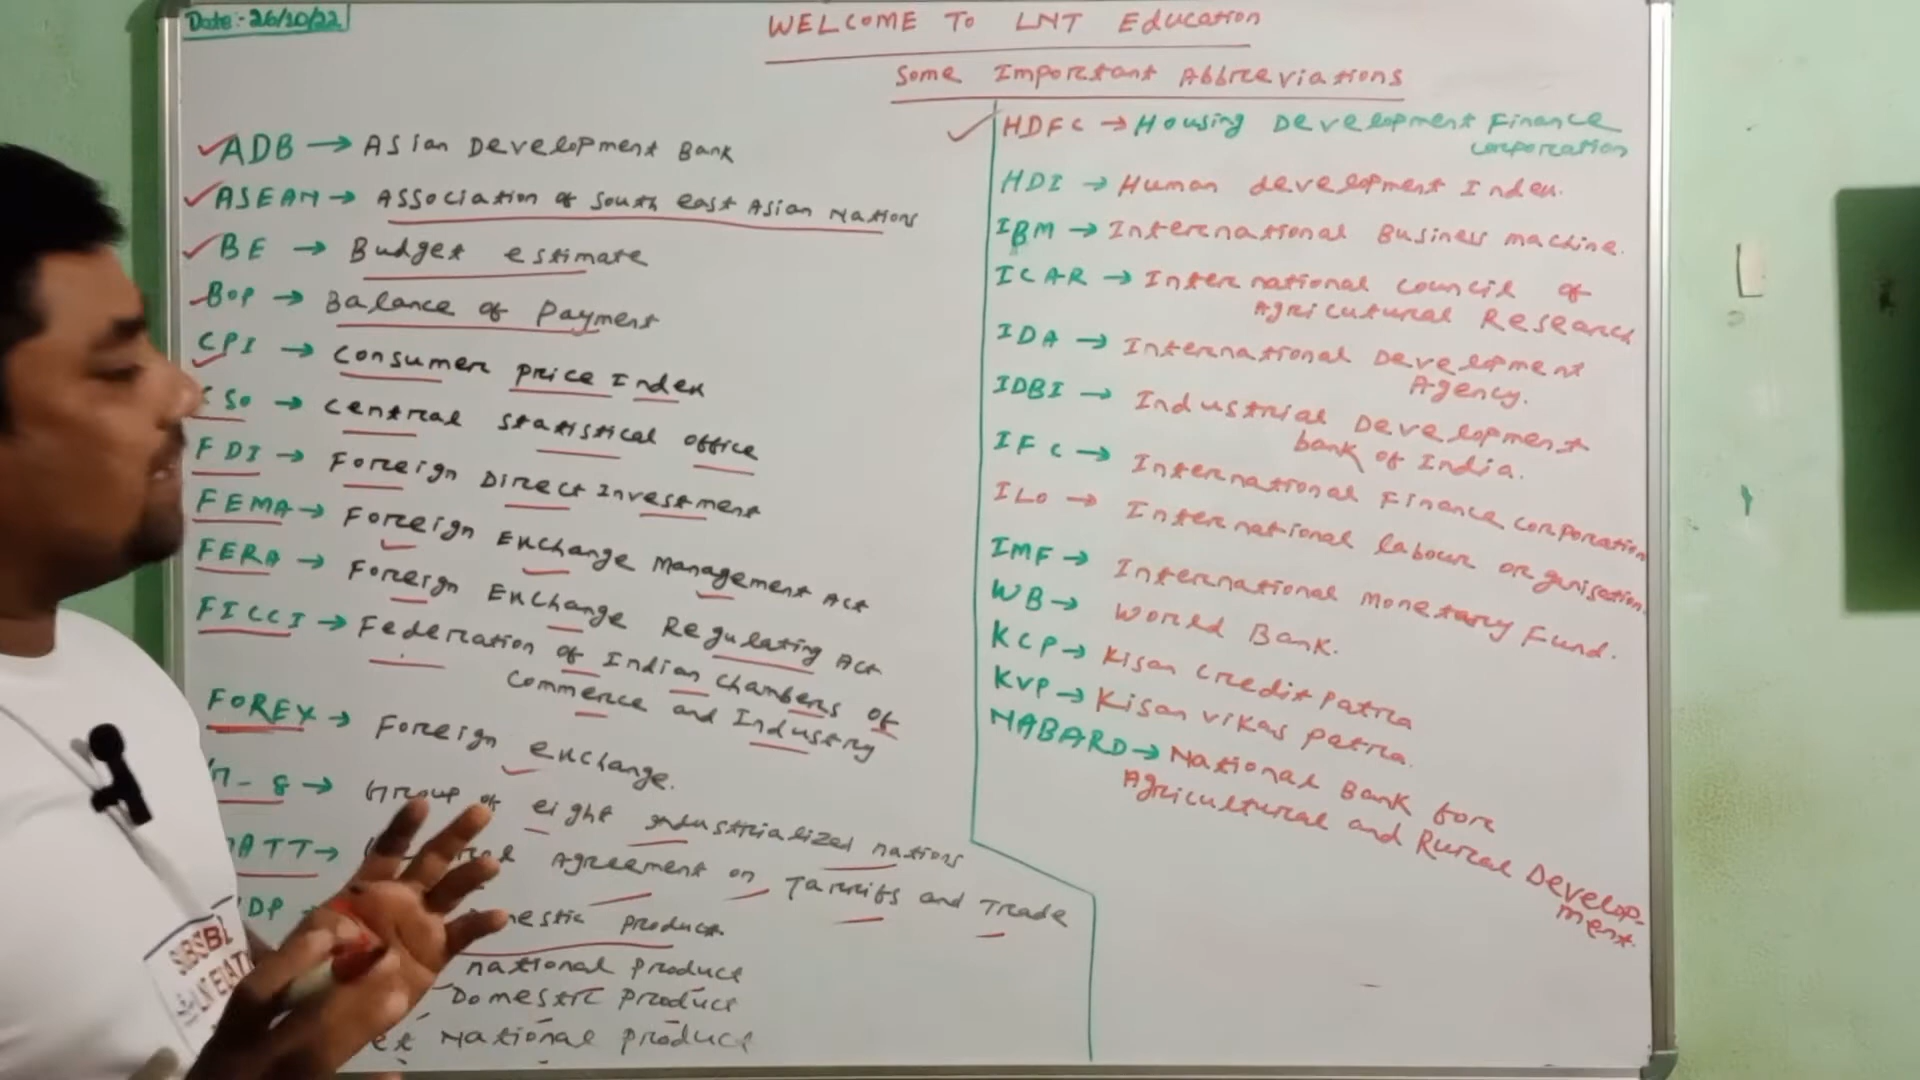 Date:- 26/10/22
WELCOME TO LNT Education
Some Important Abbreviations
ADB → Asian Development Bank
ASEAN → Association of South east Asian Nations
BE → Budget estimate
BOP → Balance of Payment
CPI → Consumer price Index
CSO → Central Statistical office
FDI → Foreign Direct Investment
FEMA → Foreign Exchange Management Act
FERA → Foreign Exchange Regulating Act
FICCI → Federation of Indian Chambers of
Commerce and Industry
FOREX → Foreign exchange.
G-8 → Group of eight industrialized nations
ATT → Agreement on Tarrifs and Trade
DP product
national product
Domestic product
National product
HDFC → Housing Development Finance
corporation
HDI → Human development Index.
IBM → International Business machine.
ICAR → International council of
Agricutural Research
IDA → International Development
Agency.
IDBI → Industrial Development
bank of India.
IFC → International Finance corporation
ILO → International labour organisation.
IMF → International monetary Fund.
WB → World Bank.
KCP → Kisan Credit Patra
KVP → Kisan vikas patra.
NABARD → National Bank for
Agricultural and Rural Develop-
ment.